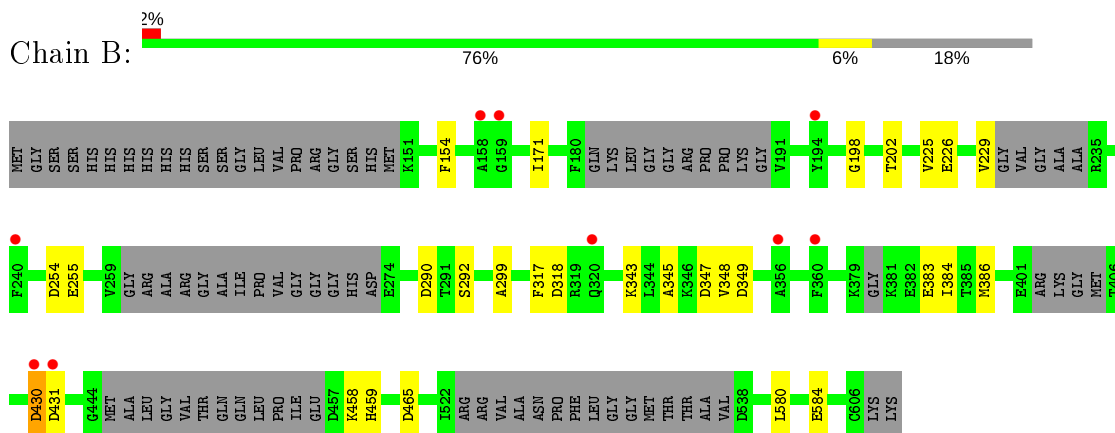 2%
Chain B:
76% 6% 18%
MET GLY SER SER HIS HIS HIS HIS HIS HIS SER SER GLY LEU VAL PRO ARG GLY SER HIS MET K151 F154 A158 G159 I171 F180 GLN LYS LEU GLY GLY ARG PRO PRO LYS GLY V191 Y194 G198 T202 V225 E226 V229 GLY VAL GLY ALA ALA R235
F240 D254 E255 V259 GLY ARG ALA ARG GLY ALA ILE PRO VAL GLY GLY GLY HIS ASP E274 D290 T291 S292 A299 F317 D318 R319 Q320 K343 L344 A345 K346 D347 V348 D349 A356 F360 K379 GLY K381 E382 E383 I384 T385 M386 E401 ARG LYS GLY MET T406
D430 D431 G444 MET ALA LEU GLY VAL THR GLN GLN LEU PRO ILE GLU D457 K458 H459 D465 I522 ARG ARG VAL ALA ASN PRO PHE LEU GLY GLY MET THR THR ALA VAL D538 L580 E584 C606 LYS LYS